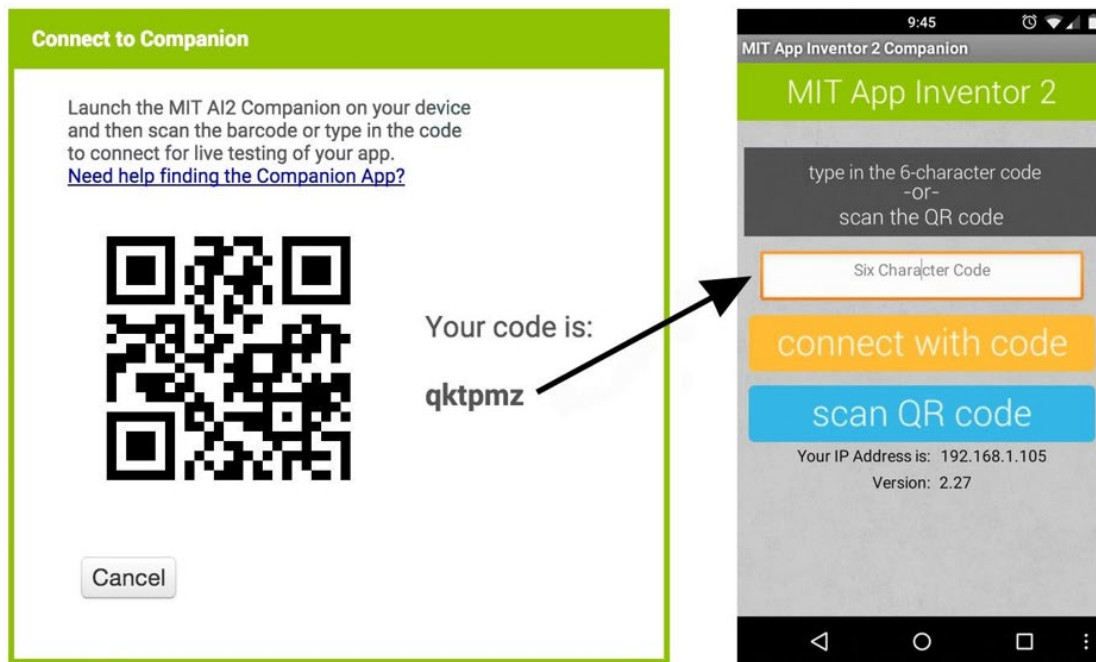 Connect to Companion
Launch the MIT AI2 Companion on your device
and then scan the barcode or type in the code
to connect for live testing of your app.
Need help finding the Companion App?
Your code is:
qktpmz
Cancel
9:45
MIT App Inventor 2 Companion
MIT App Inventor 2
type in the 6-character code
-or-
scan the QR code
Six Character Code
connect with code
scan QR code
Your IP Address is: 192.168.1.105
Version: 2.27